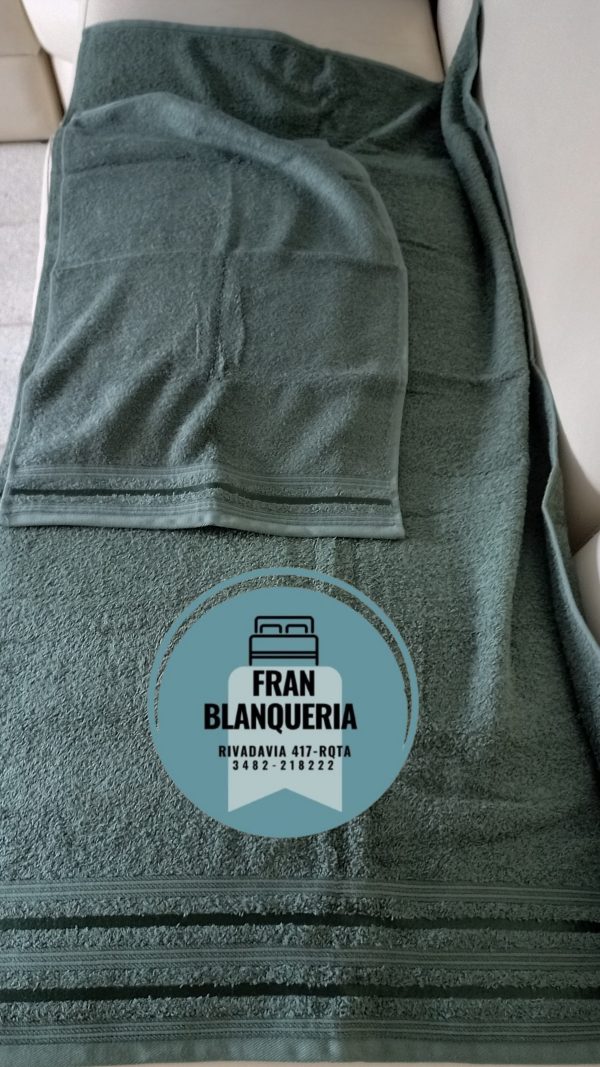 FRAN
BLANQUERIA
RIVADAVIA 417-RQTA
3482-218222